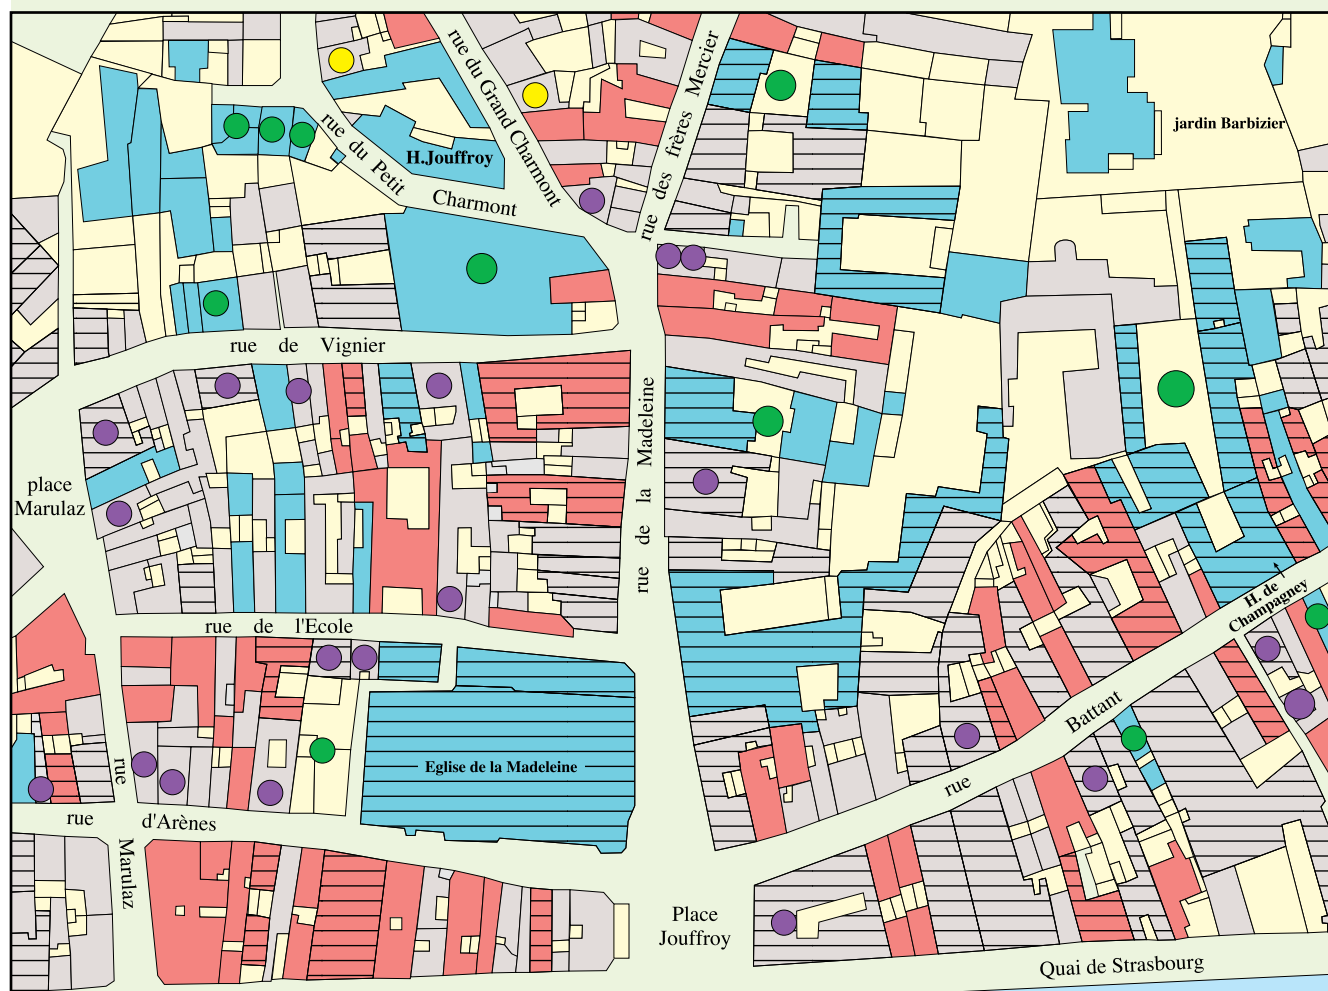 rue du Grand Charmont
rue des frères Mercier
jardin Barbizier
rue du Petit
Charmont
H.Jouffroy
rue de Vignier
rue de la Madeleine
place
Marulaz
rue de l'Ecole
H. de
Champagney
rue Battant
Eglise de la Madeleine
rue
Marulaz
rue d'Arènes
Place
Jouffroy
Quai de Strasbourg